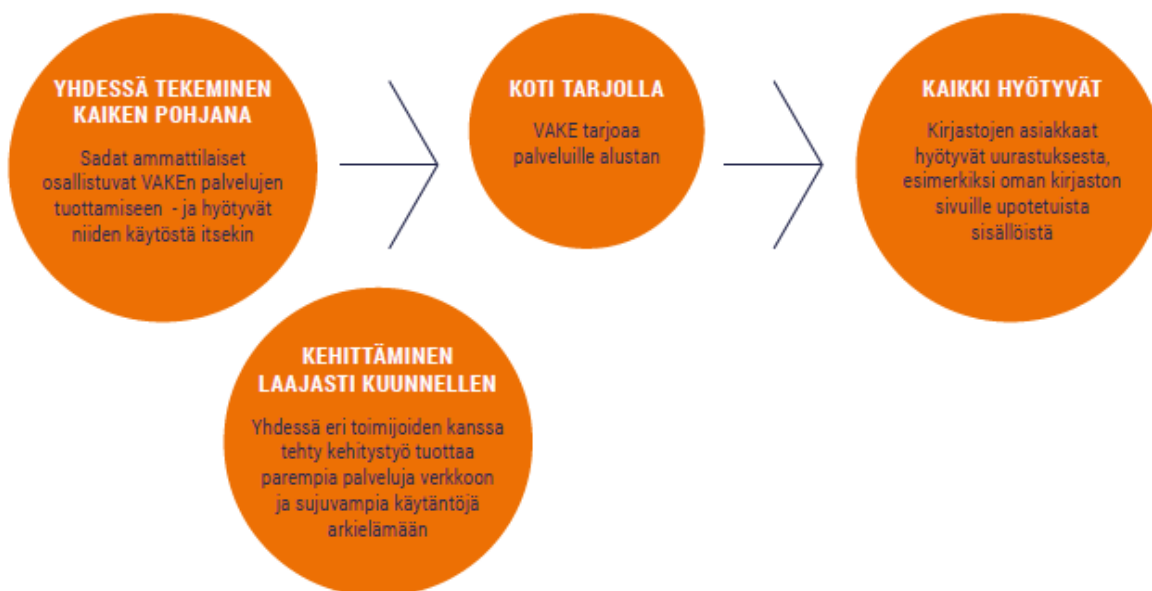 YHDESSÄ TEKEMINEN
KAIKEN POHJANA
Sadat ammattilaiset
osallistuvat VAKEn palvelujen
tuottamiseen - ja hyötyvät
niiden käytöstä itsekin
KOTI TARJOLLA
VAKE tarjoaa
palveluille alustan
KAIKKI HYÖTYVÄT
Kirjastojen asiakkaat
hyötyvät uurastuksesta,
esimerkiksi oman kirjaston
sivuille upotetuista
sisällöistä
KEHITTÄMINEN
LAAJASTI KUUNNELLEN
Yhdessä eri toimijoiden kanssa
tehty kehitystyö tuottaa
parempia palveluja verkkoon
ja sujuvampia käytäntöjä
arkielämään